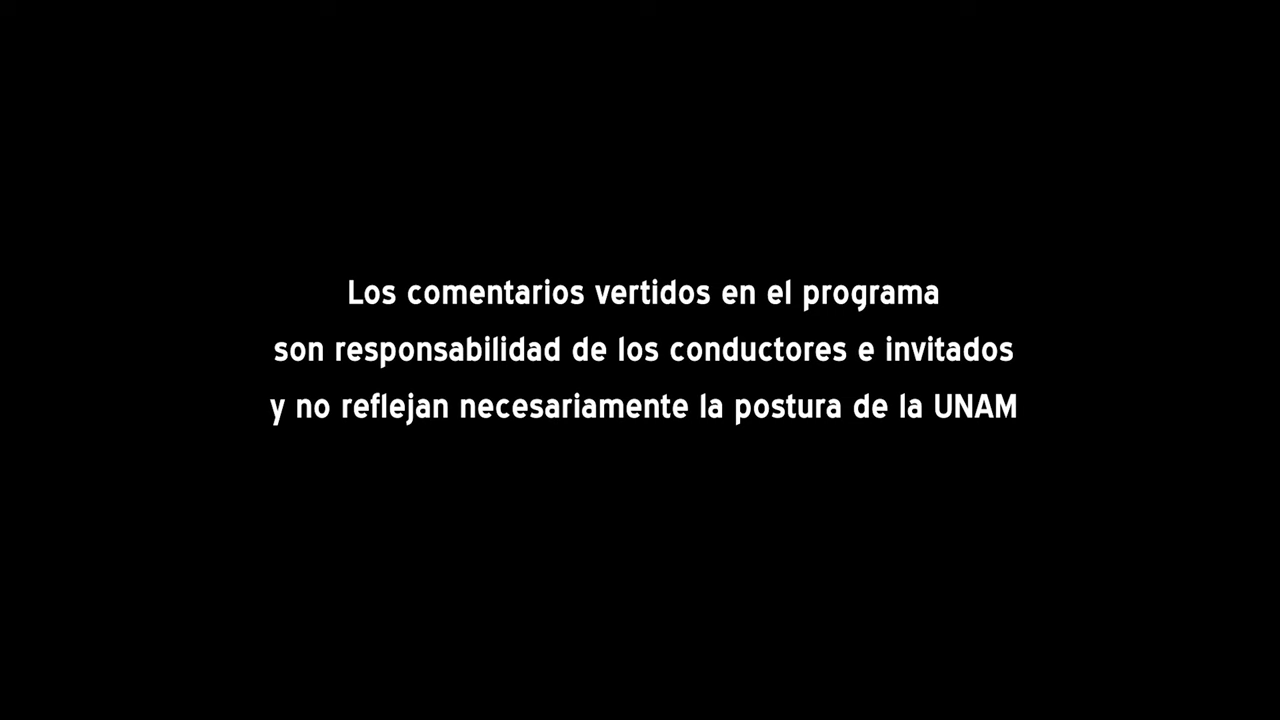 Los comentarios vertidos en el programa
son responsabilidad de los conductores e invitados
y no reflejan necesariamente la postura de la UNAM